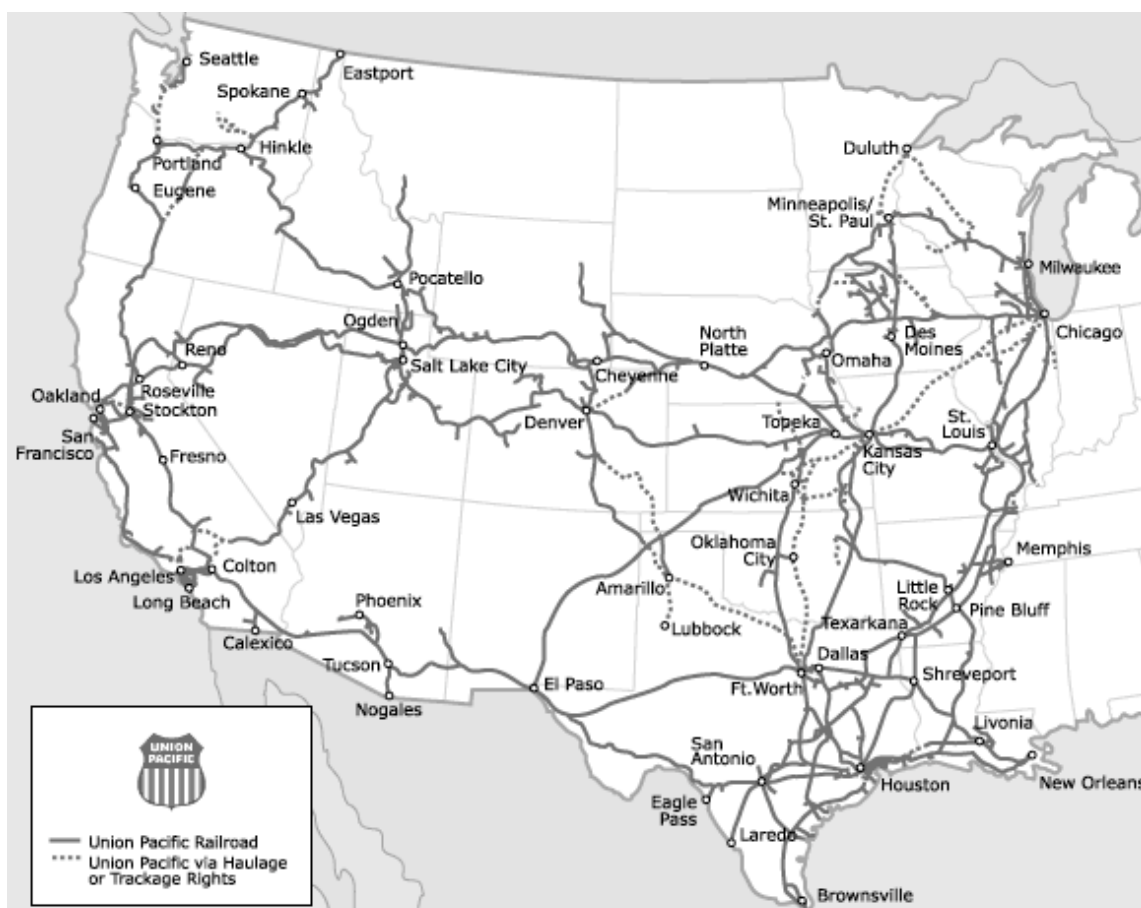 Seattle
Eastport
Spokane
Hinkle
Portland
Eugene
Duluth
Minneapolis/
St. Paul
Milwaukee
Pocatello
Ogden
Chicago
Reno
North
Platte
Des
Moines
Omaha
Salt Lake City
Cheyenne
Roseville
Oakland
Stockton
San
Francisco
Denver
Topeka
St.
Louis
Kansas
City
Fresno
Wichita
Las Vegas
Oklahoma
City
Memphis
Colton
Los Angeles
Long Beach
Amarillo
Little
Rock
Pine Bluff
Phoenix
Lubbock
Texarkana
Calexico
Tucson
Dallas
Shreveport
El Paso
Ft.Worth
Nogales
Livonia
San
Antonio
New Orleans
Houston
Eagle
Pass
Laredo
Brownsville
UNION
PACIFIC
Union Pacific Railroad
Union Pacific via Haulage
or Trackage Rights